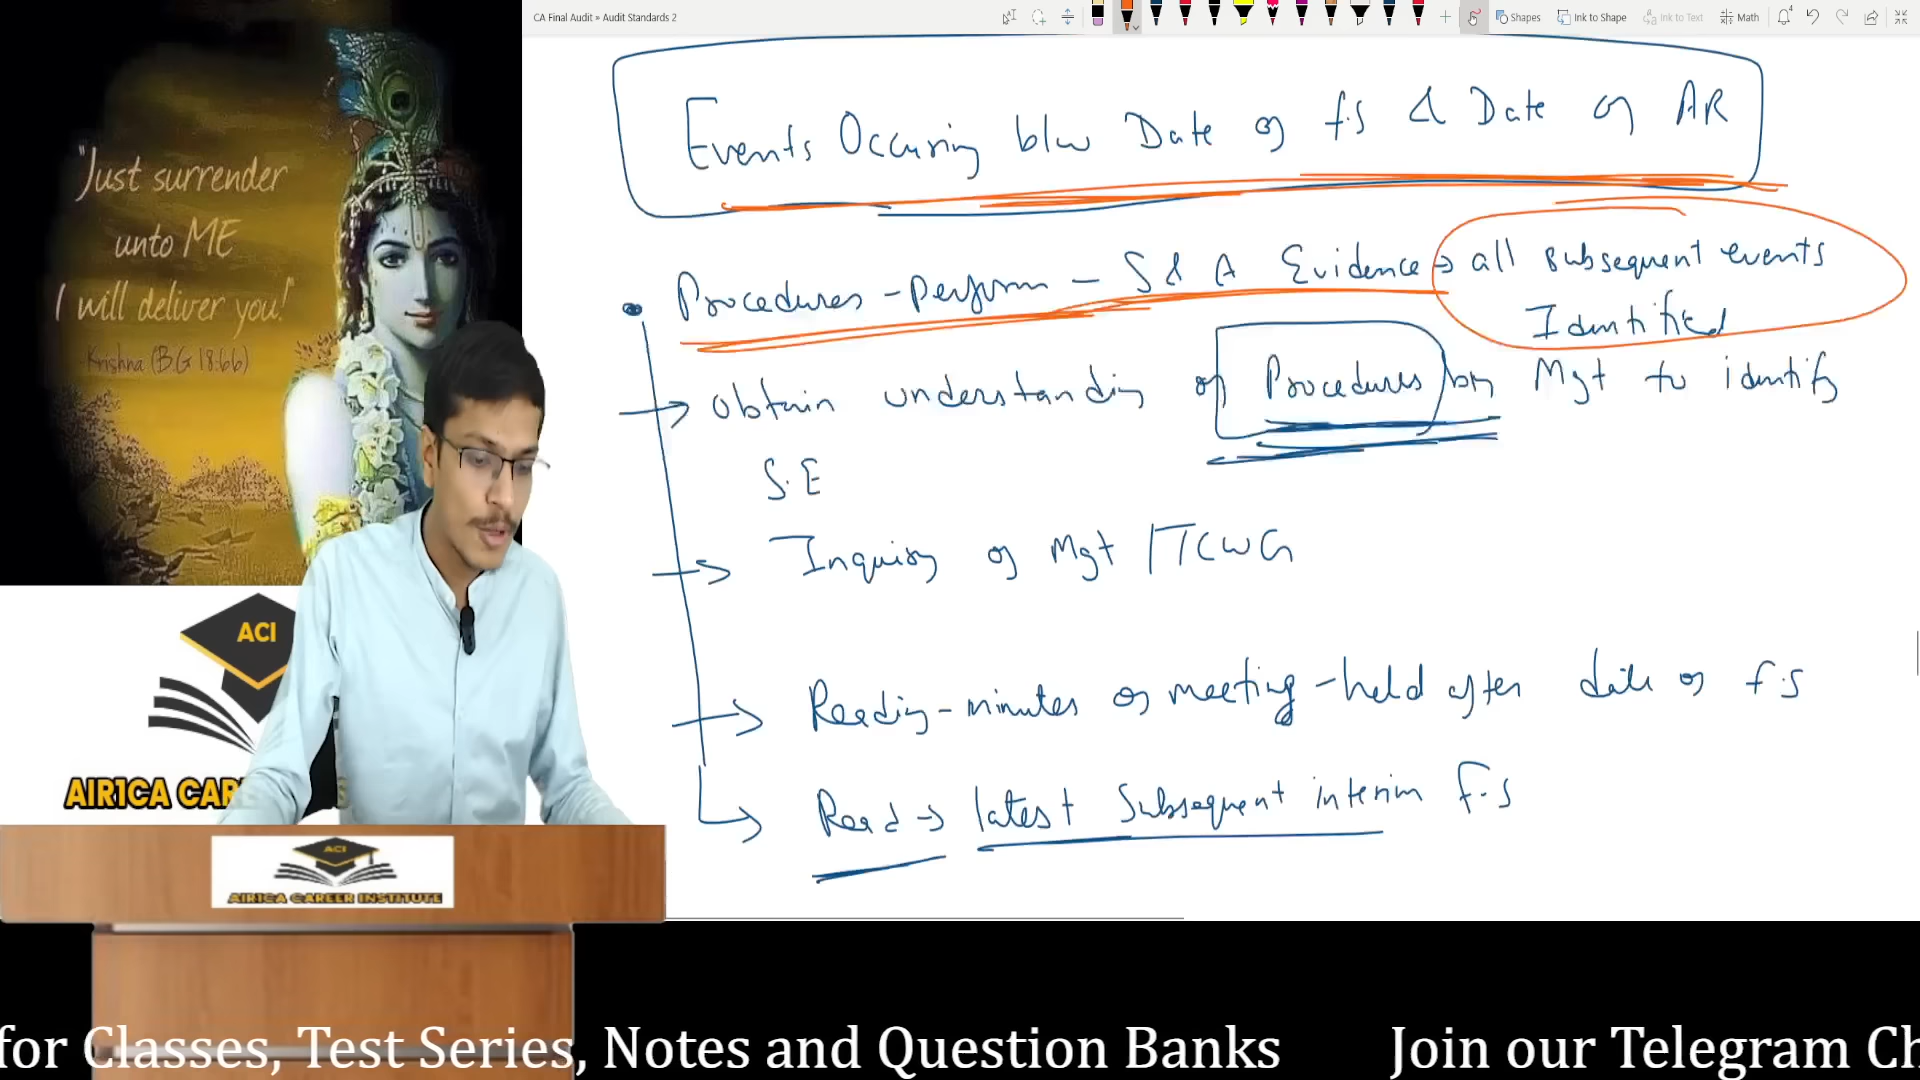 CA Final Audit » Audit Standards 2
Shapes
Ink to Shape
Ink to Text
Math
"Just surrender
unto ME
I will deliver you!"
-Krishna (B.G 18:66)
Events Occuring b/w Date of f.s & Date of AR
Procedures - perform - S & A Evidence → all subsequent events
Identified
→ obtain understanding of Procedures by Mgt to identify
S.E
→ Inquiry of Mgt / TCWG
→ Reading - minutes of meeting - held after date of f.s
→ Read → latest Subsequent interim F.S
ACI
AIR1CA CAR
S
ACI
AIR1CA CAREER INSTITUTE
for Classes, Test Series, Notes and Question Banks
Join our Telegram Ch